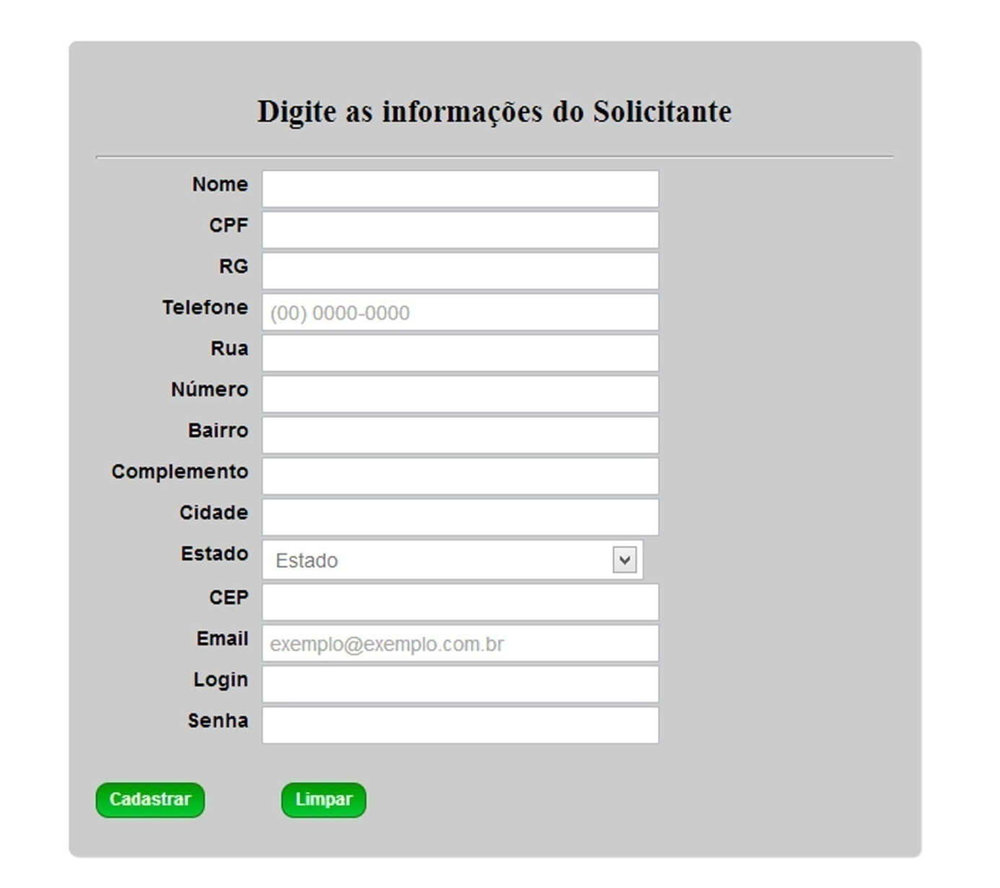 Digite as informações do Solicitante
Nome
CPF
RG
Telefone (00) 0000-0000
Rua
Número
Bairro
Complemento
Cidade
Estado Estado
CEP
Email exemplo@exemplo.com.br
Login
Senha
Cadastrar Limpar